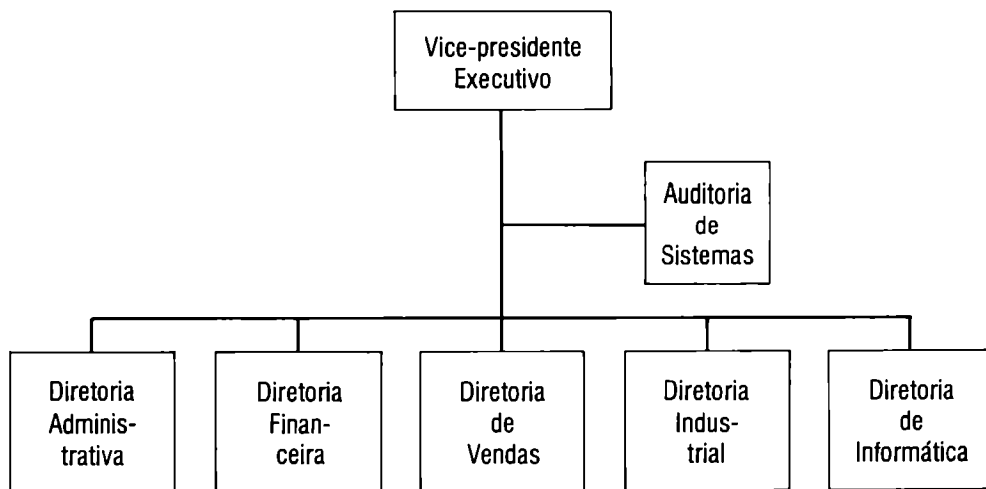 Vice-presidente
Executivo
Auditoria
de
Sistemas
Diretoria
Adminis-
trativa
Diretoria
Finan-
ceira
Diretoria
de
Vendas
Diretoria
Indus-
trial
Diretoria
de
Informática